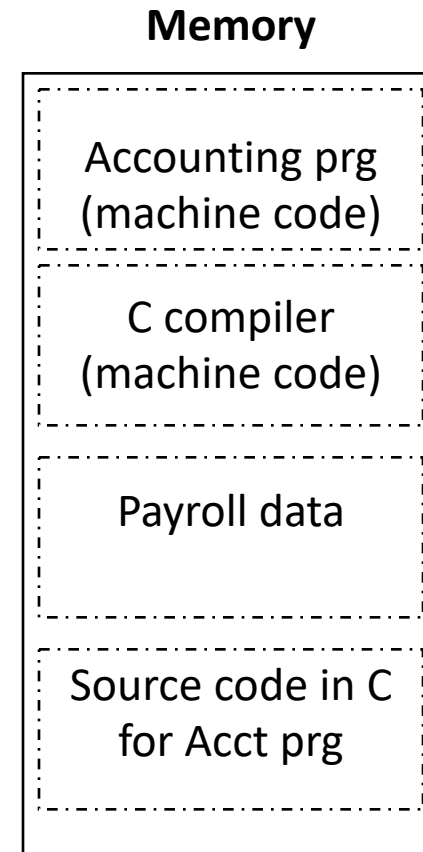 Memory
Accounting prg
(machine code)
C compiler
(machine code)
Payroll data
Source code in C
for Acct prg